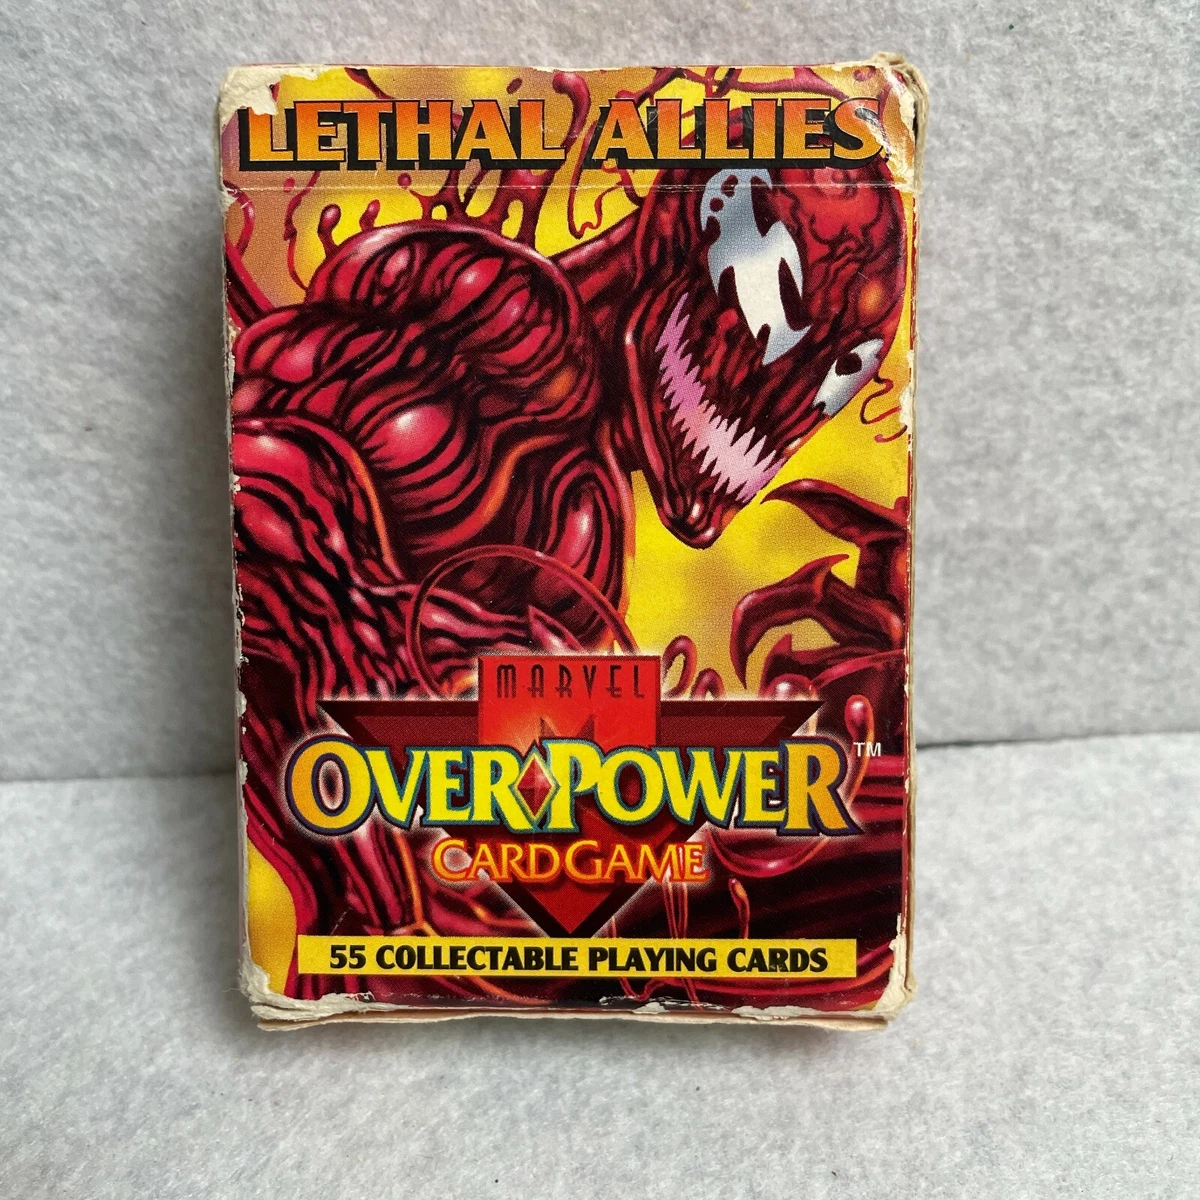 LETHAL ALLIES
MARVEL
OVERPOWER™
CARD GAME
55 COLLECTABLE PLAYING CARDS